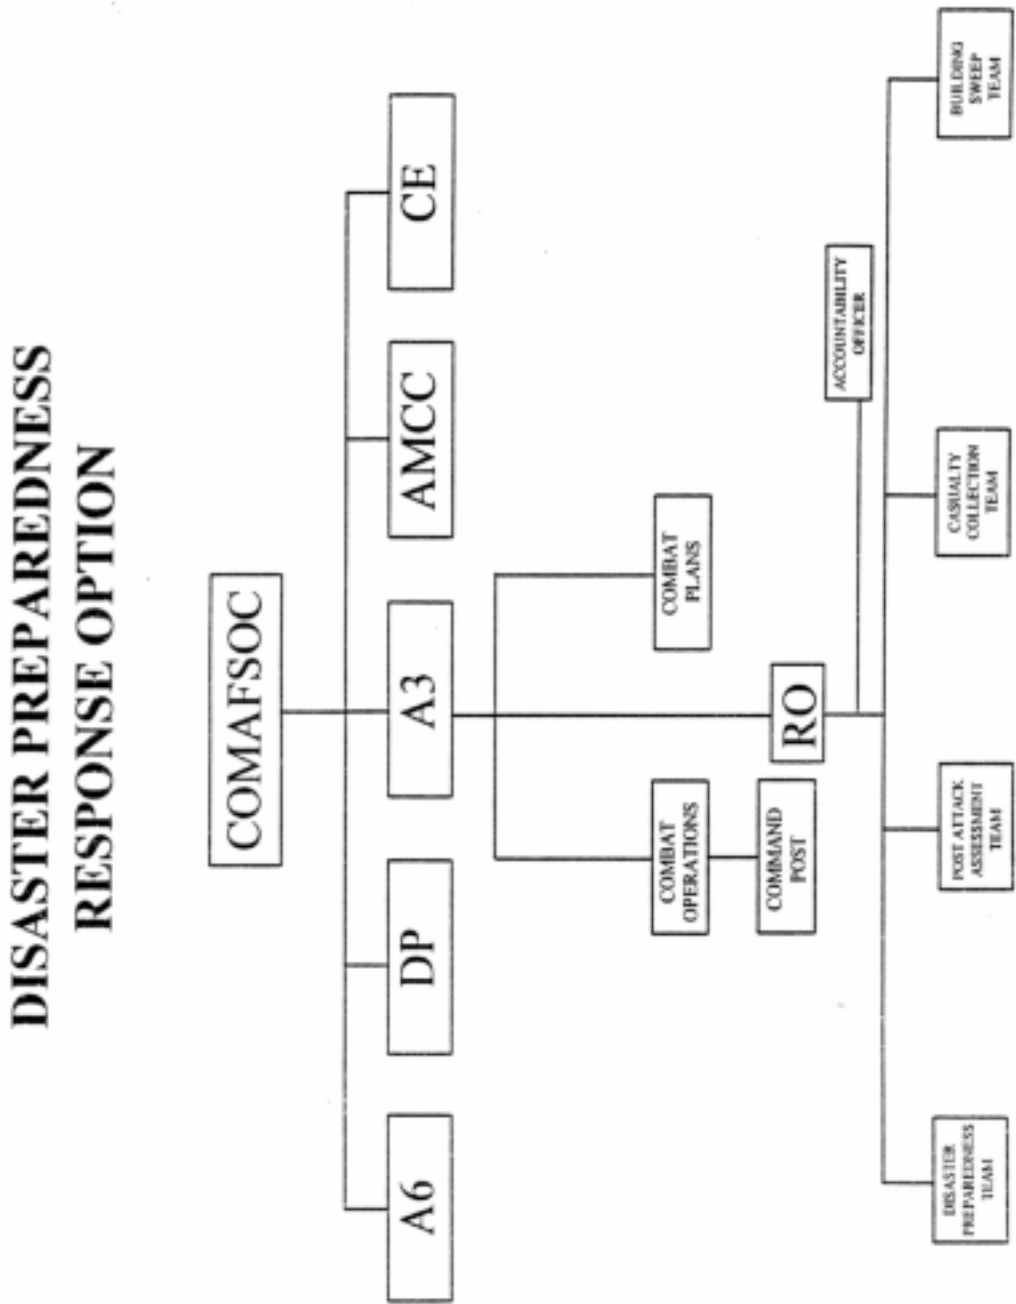 DISASTER PREPAREDNESS
RESPONSE OPTION
COMAFSOC
A6
DP
A3
AMCC
CE
COMBAT
OPERATIONS
COMBAT
PLANS
COMMAND
POST
RO
ACCOUNTABILITY
OFFICER
DISASTER
PREPAREDNESS
TEAM
POST ATTACK
ASSESSMENT
TEAM
CASUALTY
COLLECTION
TEAM
BUILDING
SWEEP
TEAM